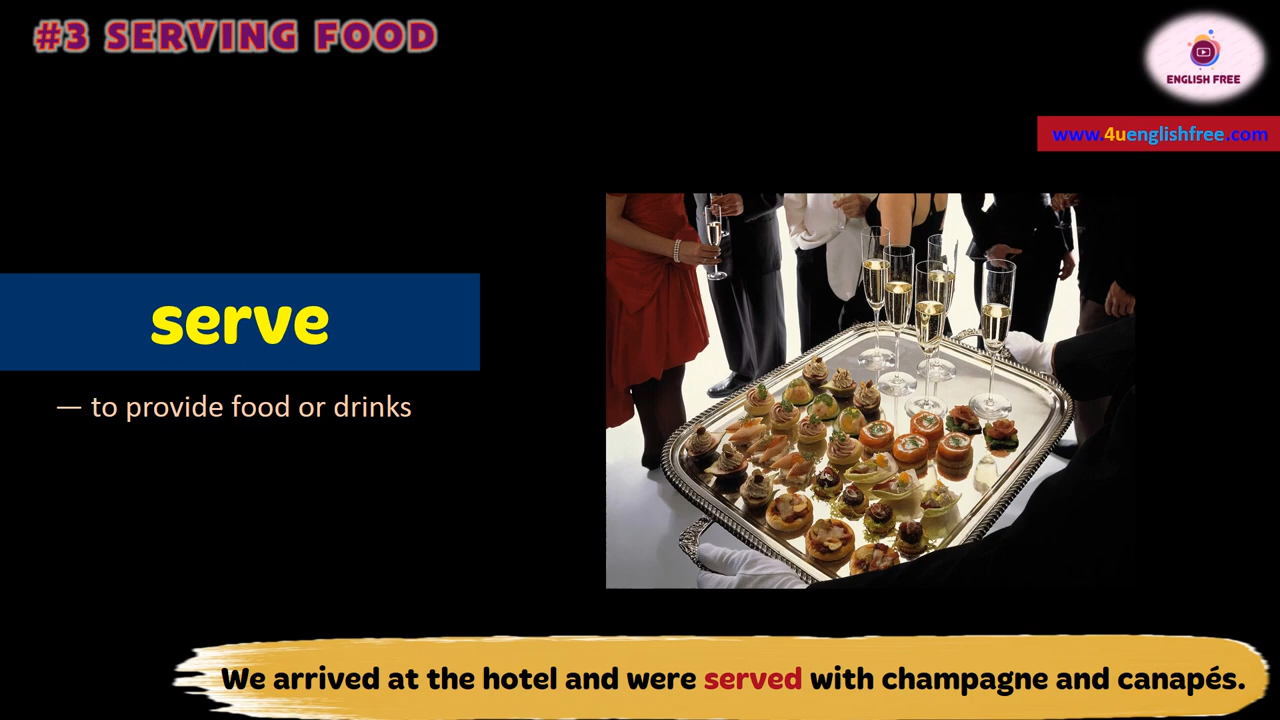 #3 SERVING FOOD
ENGLISH FREE
www.4uenglishfree.com
serve
— to provide food or drinks
We arrived at the hotel and were served with champagne and canapés.